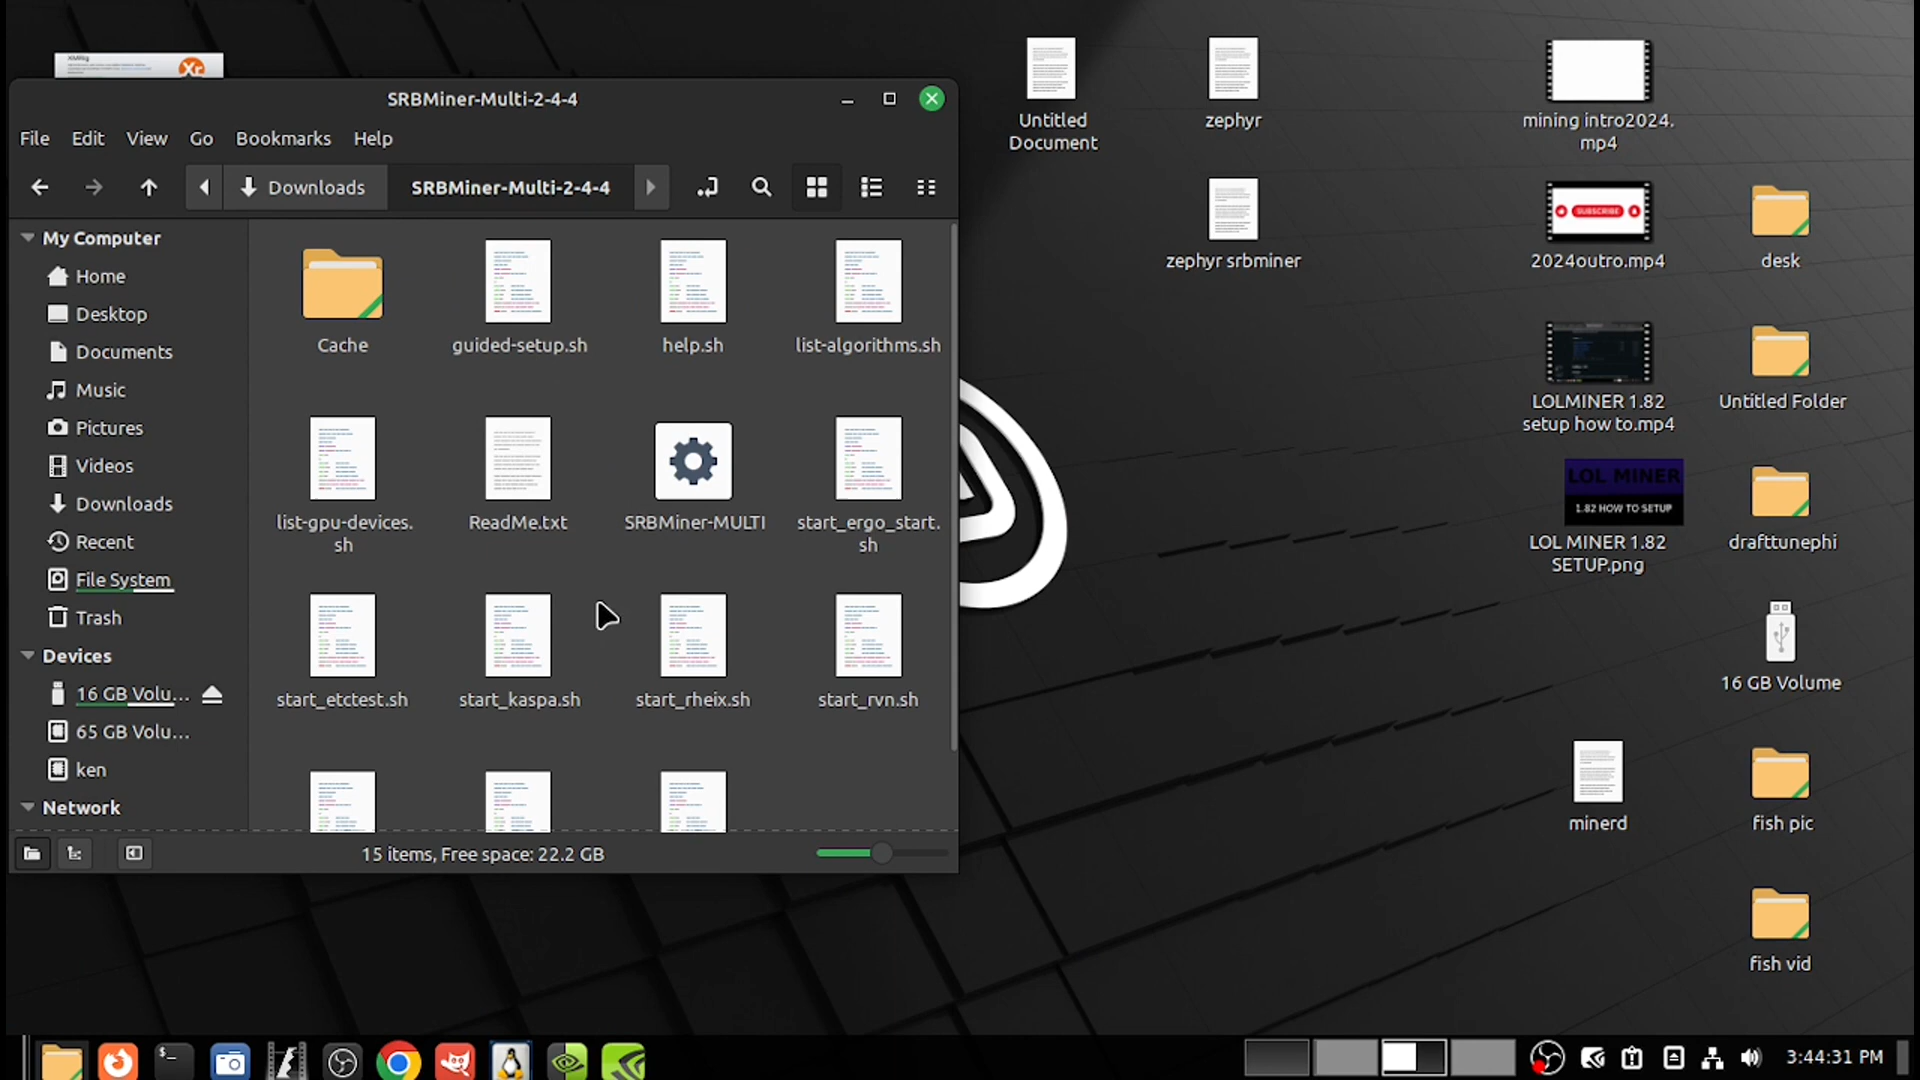 XMRig
Xr
SRBMiner-Multi-2-4-4
File Edit View Go Bookmarks Help
Downloads SRBMiner-Multi-2-4-4
My Computer
Home
Desktop
Documents
Music
Pictures
Videos
Downloads
Recent
File System
Trash
Devices
16 GB Volu...
65 GB Volu...
ken
Network
Cache
guided-setup.sh
help.sh
list-algorithms.sh
list-gpu-devices.
sh
ReadMe.txt
SRBMiner-MULTI
start_ergo_start.
sh
start_etctest.sh
start_kaspa.sh
start_rheix.sh
start_rvn.sh
15 items, Free space: 22.2 GB
Untitled
Document
zephyr
zephyr srbminer
mining intro2024.
mp4
SUBSCRIBE
2024outro.mp4
desk
LOLMINER 1.82
setup how to.mp4
Untitled Folder
LOL MINER
1.82 HOW TO SETUP
LOL MINER 1.82
SETUP.png
drafttunephi
16 GB Volume
minerd
fish pic
fish vid
3:44:31 PM